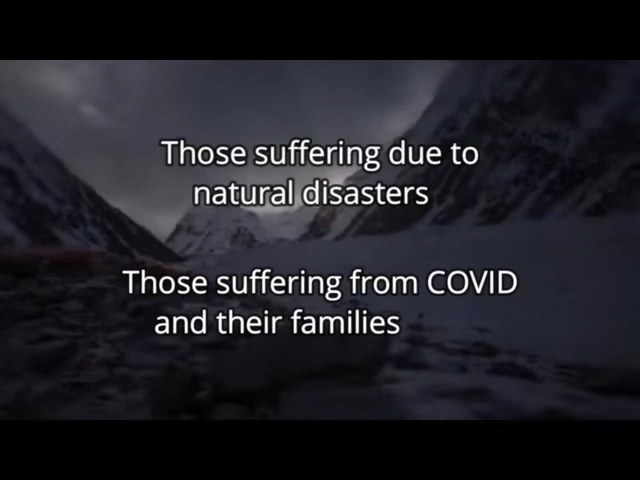 Those suffering due to
natural disasters
Those suffering from COVID
and their families